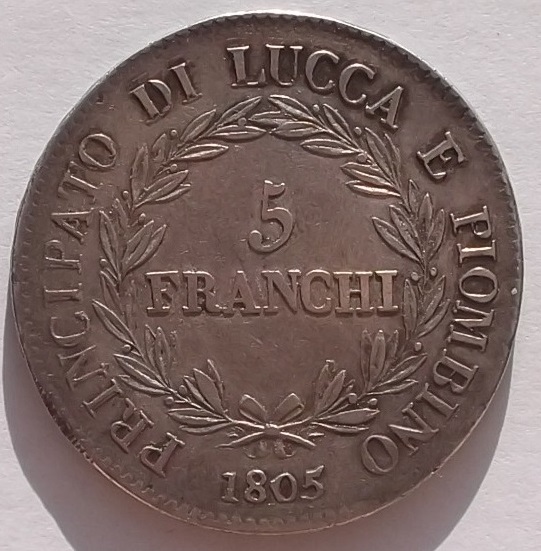 PRINCIPATO DI LUCCA E PIOMBINO
5
FRANCHI
1805